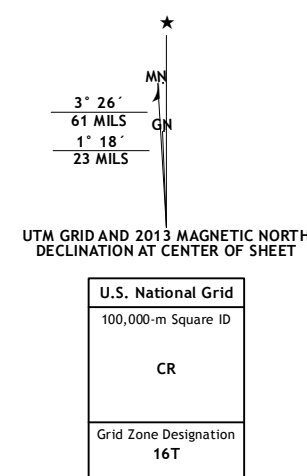 ★
MN
3° 26´
61 MILS
GN
1° 18´
23 MILS
UTM GRID AND 2013 MAGNETIC NORTH
DECLINATION AT CENTER OF SHEET
U.S. National Grid
100,000-m Square ID
CR
Grid Zone Designation
16T